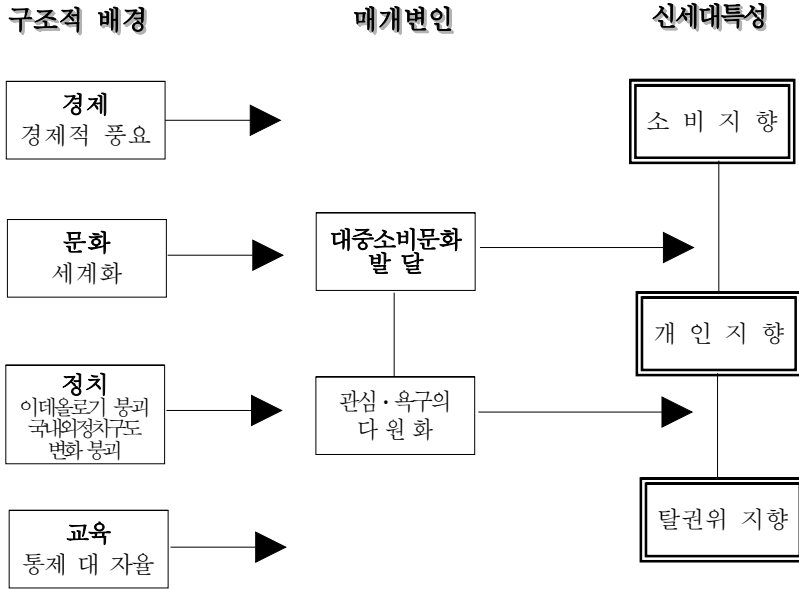 구조적 배경
매개변인
신세대특성
경제
경제적 풍요
소 비 지 향
문화
세계화
대중소비문화
발 달
개 인 지 향
정치
이데올로기 붕괴
국내외정치구도
변화 붕괴
관심·욕구의
다 원 화
탈권위 지향
교육
통제 대 자율